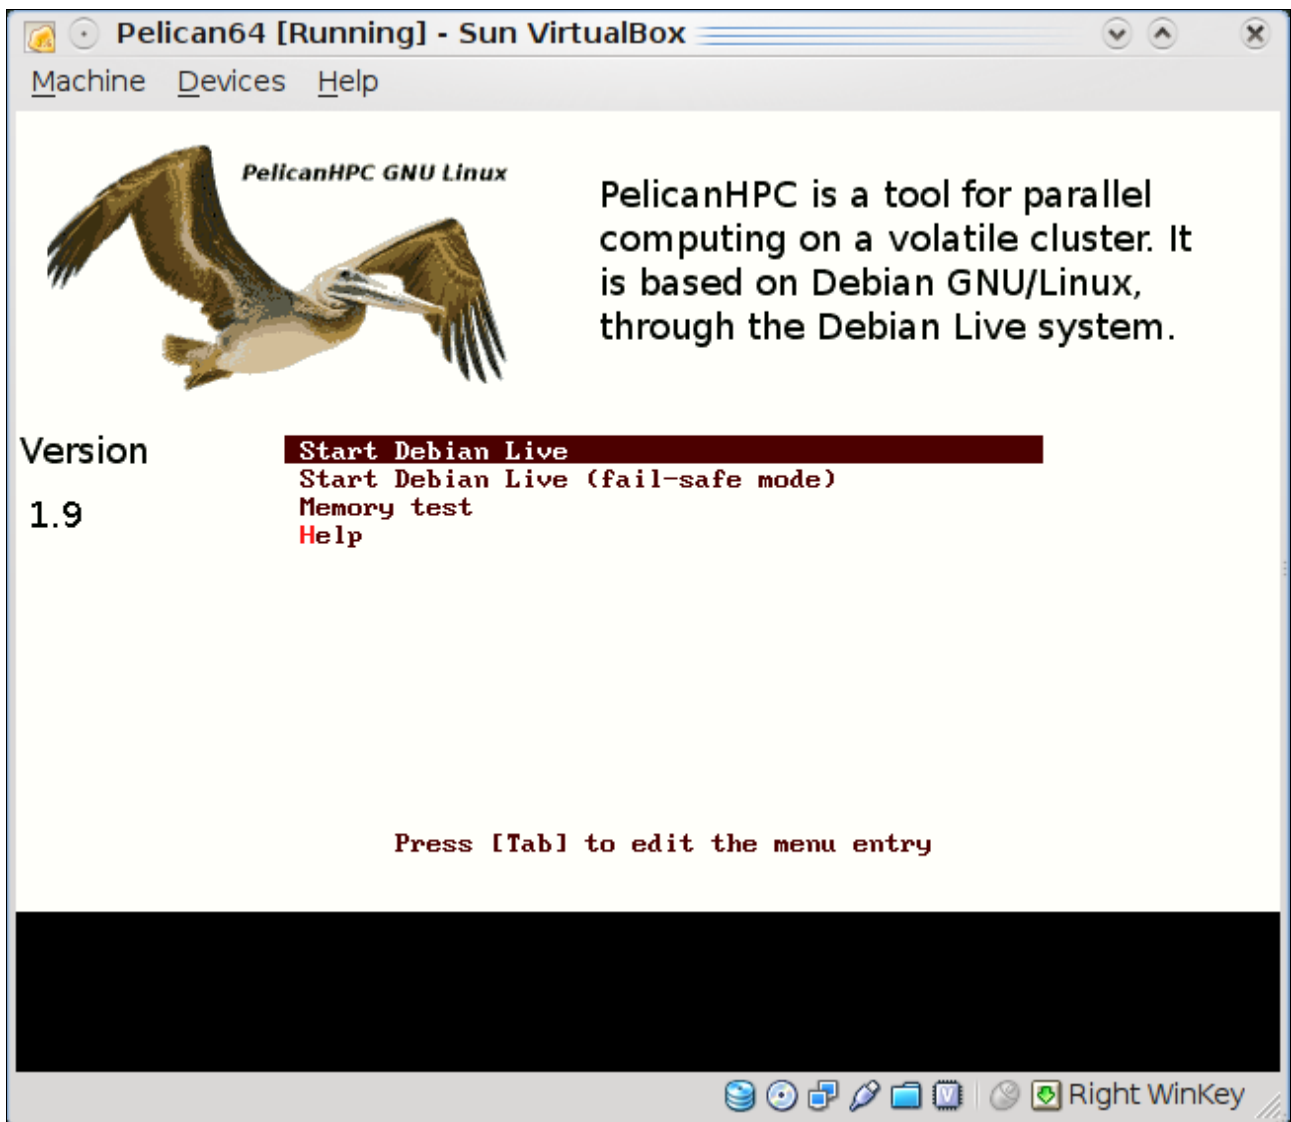 Pelican64 [Running] - Sun VirtualBox
Machine Devices Help
PelicanHPC GNU Linux
PelicanHPC is a tool for parallel
computing on a volatile cluster. It
is based on Debian GNU/Linux,
through the Debian Live system.
Version
1.9
Start Debian Live
Start Debian Live (fail-safe mode)
Memory test
Help
Press [Tab] to edit the menu entry
V
Right WinKey